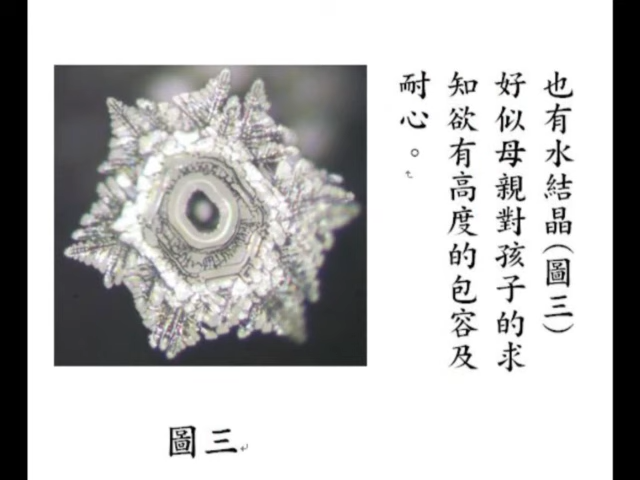 也有水結晶(圖三)
好似母親對孩子的求
知欲有高度的包容及
耐心。
圖三